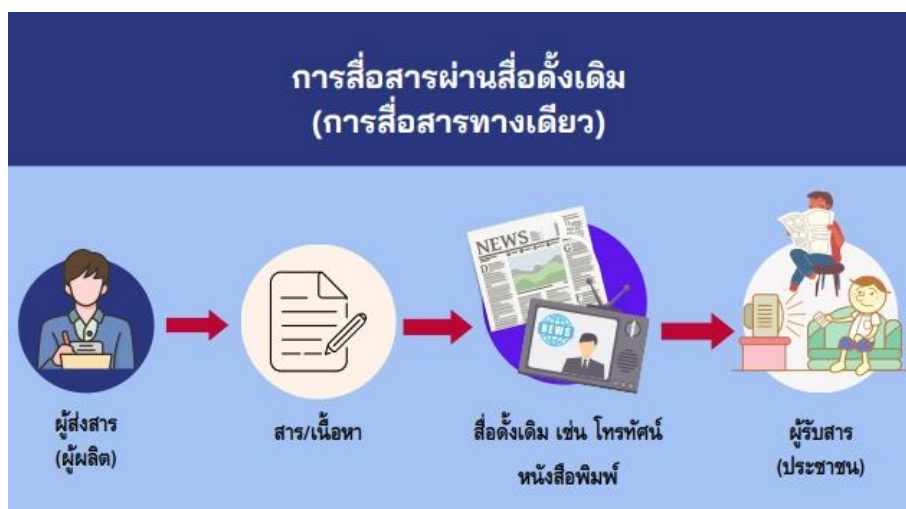 การสื่อสารผ่านสื่อดั้งเดิม
(การสื่อสารทางเดียว)
NEWS
D
G
NEWS
ผู้ส่งสาร
(ผู้ผลิต)
สาร/เนื้อหา
สื่อดั้งเดิม เช่น โทรทัศน์
หนังสือพิมพ์
ผู้รับสาร
(ประชาชน)